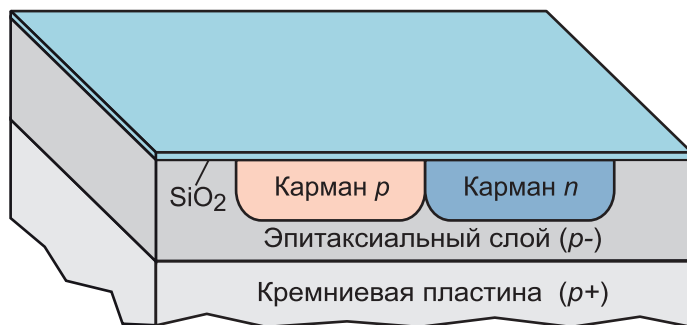 Карман p
Карман n
SiO2
Эпитаксиальный слой (p-)
Кремниевая пластина (p+)